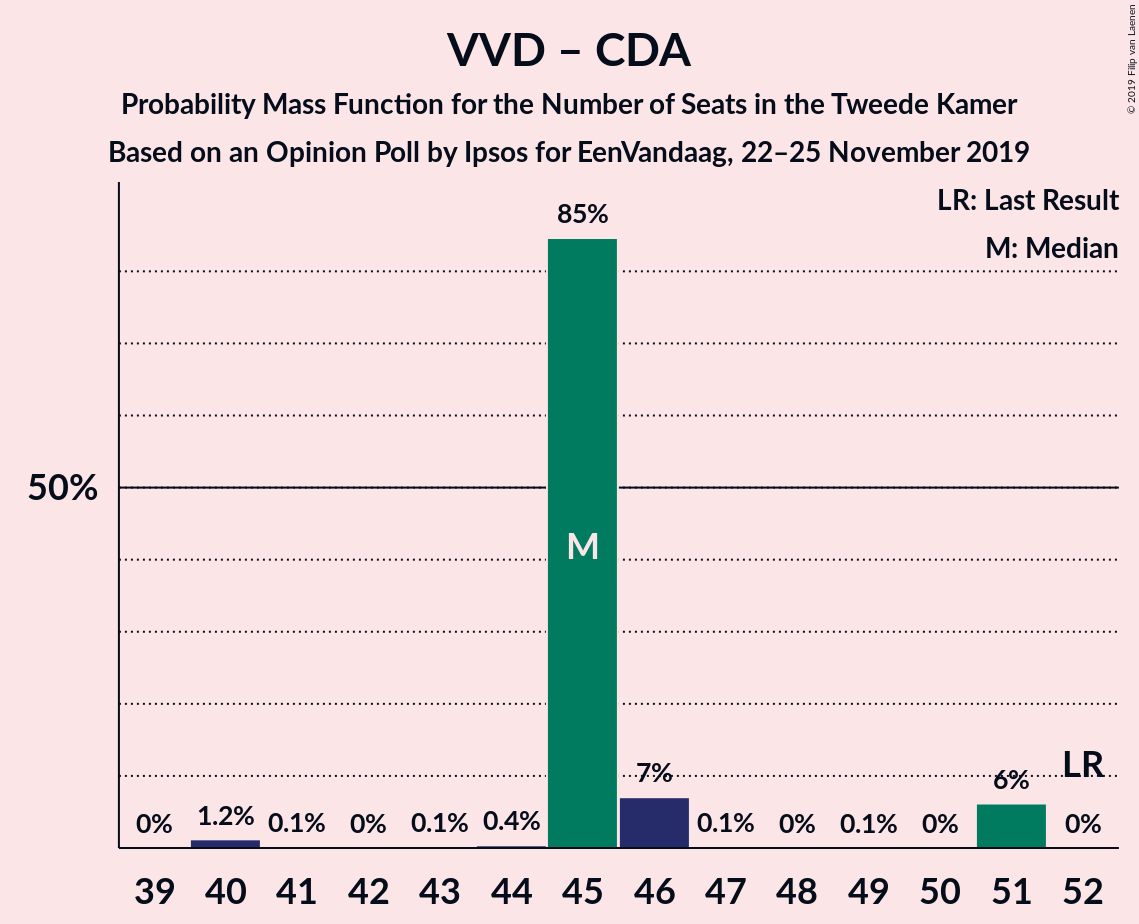 VVD – CDA
Probability Mass Function for the Number of Seats in the Tweede Kamer
Based on an Opinion Poll by Ipsos for EenVandaag, 22–25 November 2019
© 2019 Filip van Laenen
LR: Last Result
M: Median
85%
50%
M
LR
0% 1.2% 0.1% 0% 0.1% 0.4% 7% 0.1% 0% 0.1% 0% 6% 0%
39 40 41 42 43 44 45 46 47 48 49 50 51 52